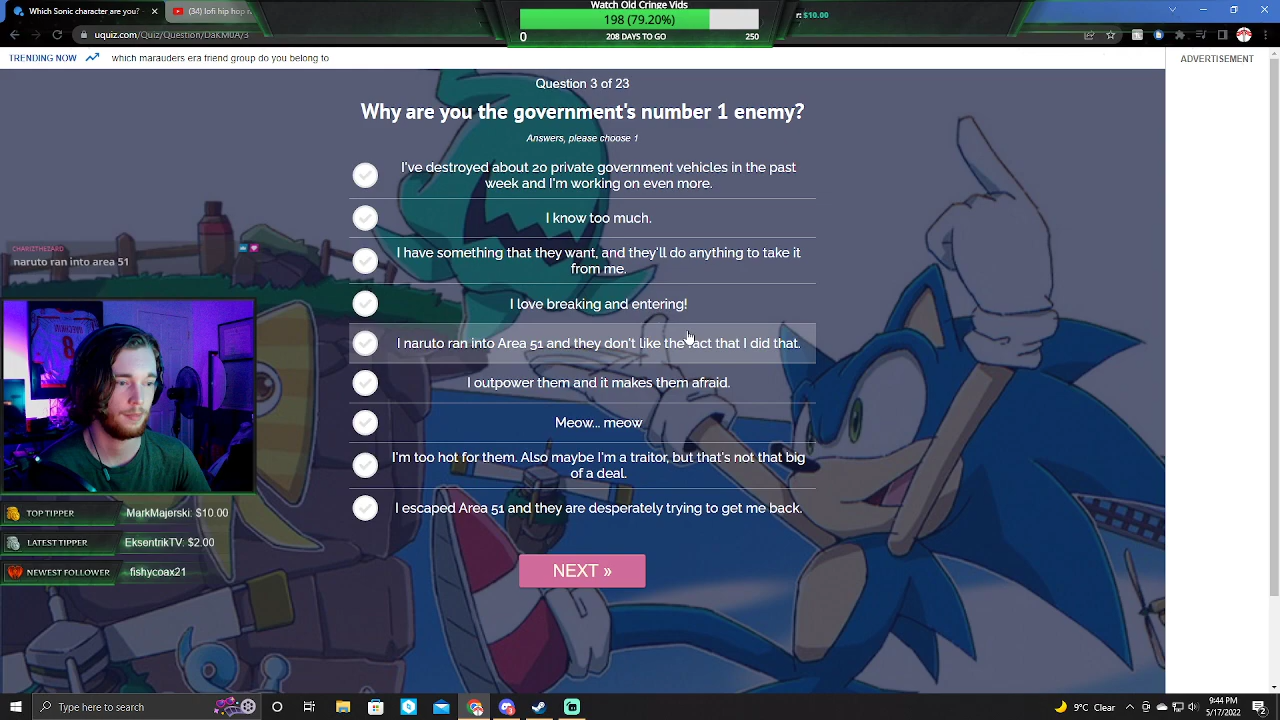 Which Sonic character are you?
(34) lofi hip hop r
Watch Old Cringe Vids
198 (79.20%)
0
208 DAYS TO GO
250
$10.00
TRENDING NOW
which marauders era friend group do you belong to
ADVERTISEMENT
Question 3 of 23
Why are you the government's number 1 enemy?
Answers, please choose 1
I've destroyed about 20 private government vehicles in the past
week and I'm working on even more.
I know too much.
I have something that they want, and they'll do anything to take it
from me.
I love breaking and entering!
I naruto ran into Area 51 and they don't like the fact that I did that.
I outpower them and it makes them afraid.
Meow... meow
I'm too hot for them. Also maybe I'm a traitor, but that's not that big
of a deal.
I escaped Area 51 and they are desperately trying to get me back.
NEXT »
CHARIZTHEZARD
naruto ran into area 51
TOP TIPPER
MarkMajerski: $10.00
LATEST TIPPER
EksentrikTV: $2.00
NEWEST FOLLOWER
fishycoax21
Type here to search
9°C Clear
9:44 PM
5/17/2022